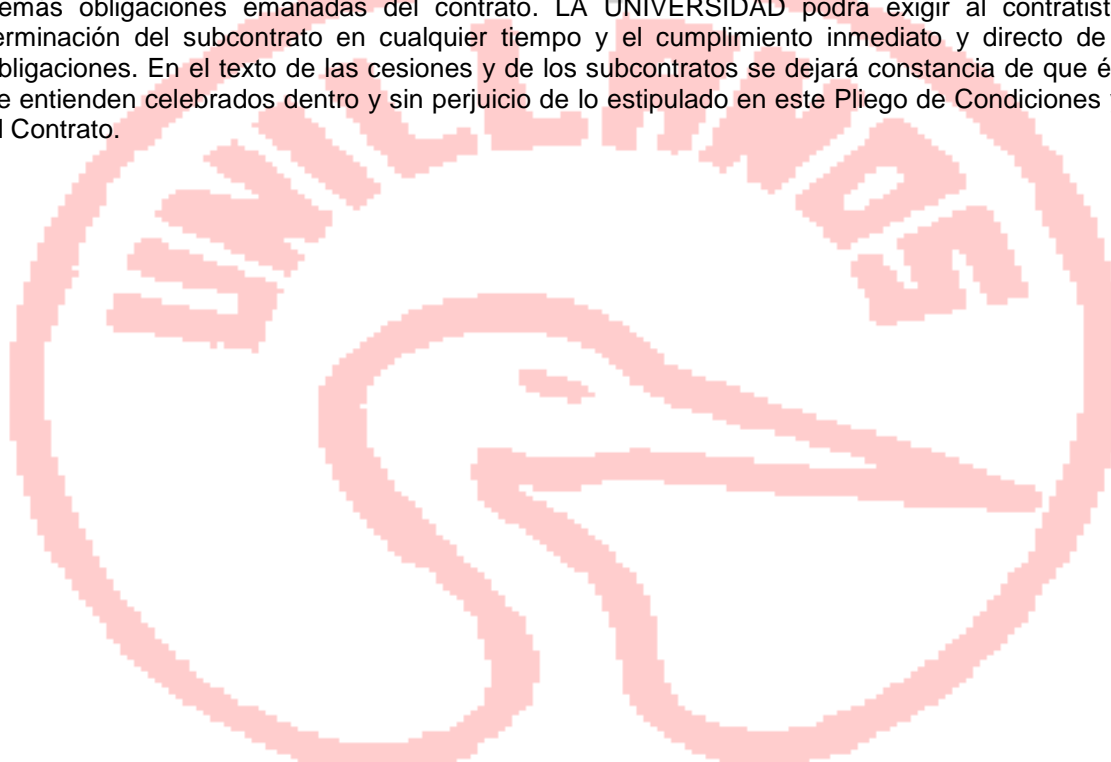 emás obligaciones emanadas del contrato. LA UNIVERSIDAD podrá exigir al contratist
erminación del subcontrato en cualquier tiempo y el cumplimiento inmediato y directo de
bligaciones. En el texto de las cesiones y de los subcontratos se dejará constancia de que é
e entienden celebrados dentro y sin perjuicio de lo estipulado en este Pliego de Condiciones
l Contrato.
UNILLANOS